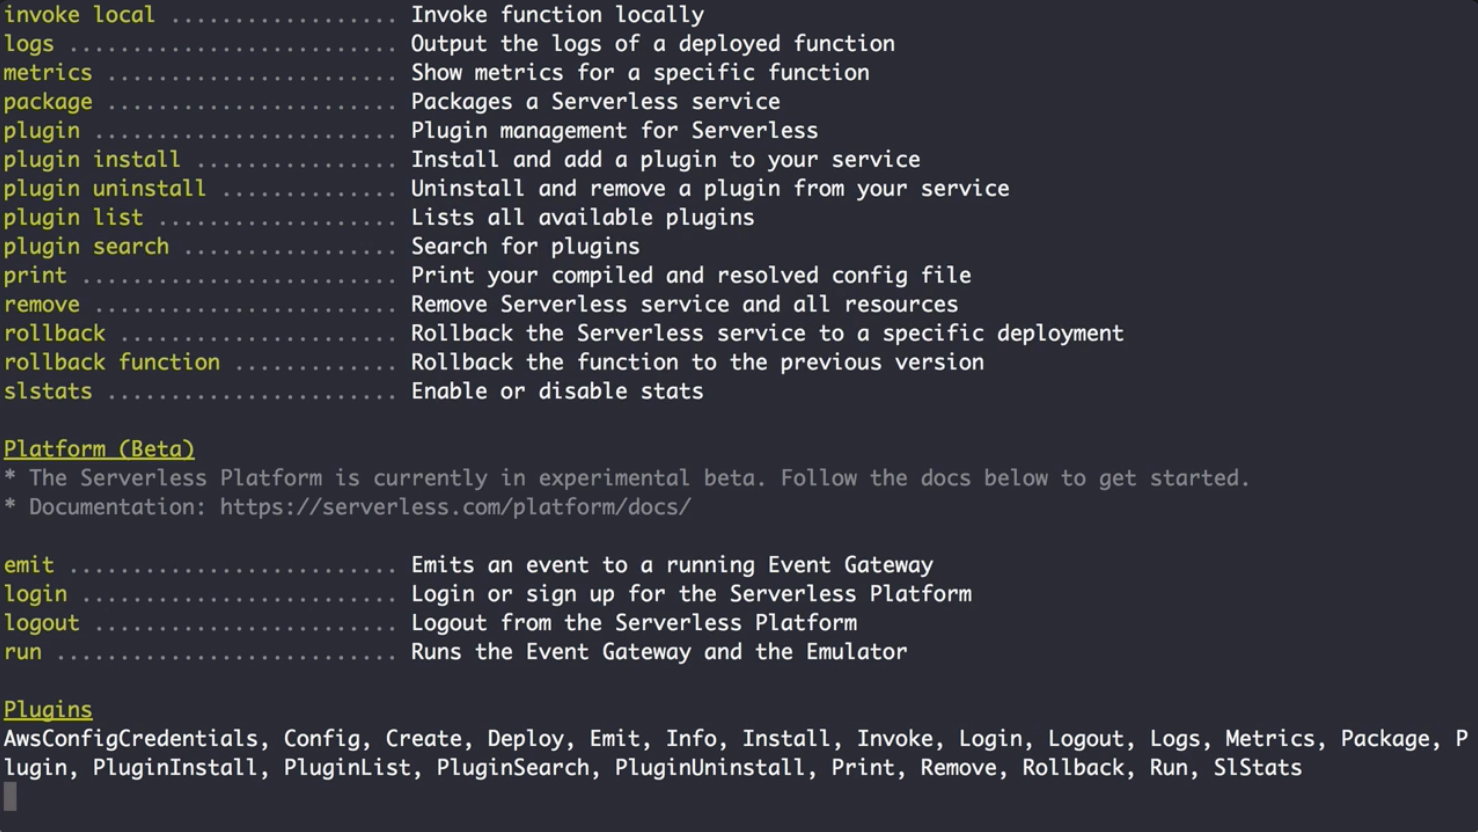 invoke local .................. Invoke function locally
logs .......................... Output the logs of a deployed function
metrics ....................... Show metrics for a specific function
package ....................... Packages a Serverless service
plugin ........................ Plugin management for Serverless
plugin install ................ Install and add a plugin to your service
plugin uninstall .............. Uninstall and remove a plugin from your service
plugin list ................... Lists all available plugins
plugin search ................. Search for plugins
print ......................... Print your compiled and resolved config file
remove ........................ Remove Serverless service and all resources
rollback ...................... Rollback the Serverless service to a specific deployment
rollback function ............. Rollback the function to the previous version
slstats ....................... Enable or disable stats
Platform (Beta)
* The Serverless Platform is currently in experimental beta. Follow the docs below to get started.
* Documentation: https://serverless.com/platform/docs/
emit .......................... Emits an event to a running Event Gateway
login ......................... Login or sign up for the Serverless Platform
logout ........................ Logout from the Serverless Platform
run ........................... Runs the Event Gateway and the Emulator
Plugins
AwsConfigCredentials, Config, Create, Deploy, Emit, Info, Install, Invoke, Login, Logout, Logs, Metrics, Package, P
lugin, PluginInstall, PluginList, PluginSearch, PluginUninstall, Print, Remove, Rollback, Run, SlStats